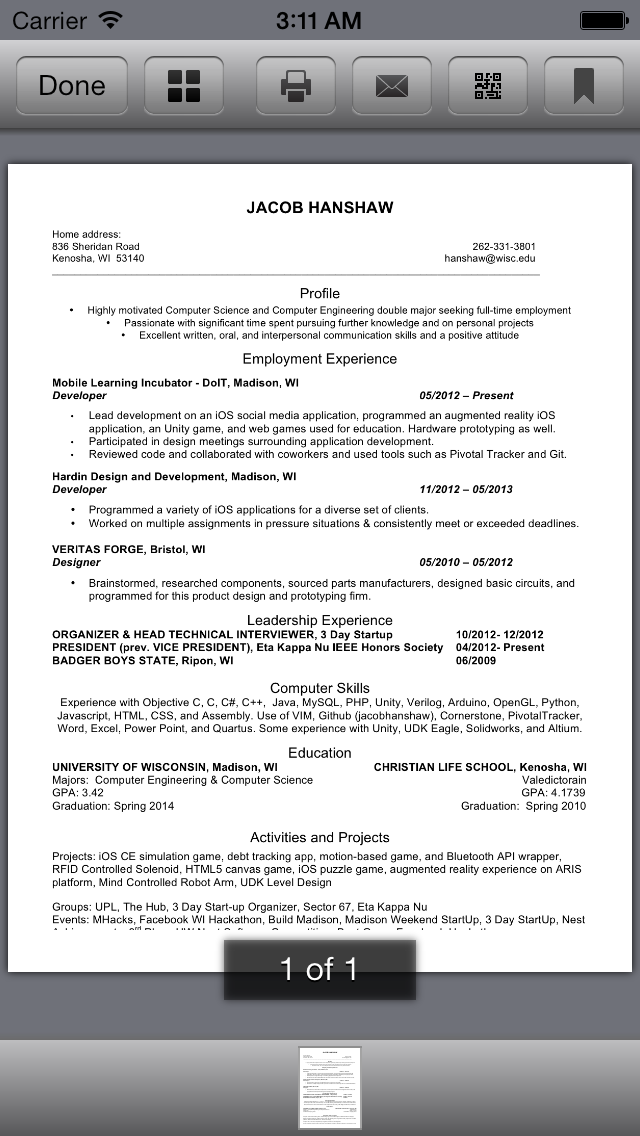 Carrier 3:11 AM
Done
JACOB HANSHAW
Home address:
836 Sheridan Road 262-331-3801
Kenosha, WI 53140 hanshaw@wisc.edu
Profile
• Highly motivated Computer Science and Computer Engineering double major seeking full-time employment
• Passionate with significant time spent pursuing further knowledge and on personal projects
• Excellent written, oral, and interpersonal communication skills and a positive attitude
Employment Experience
Mobile Learning Incubator - DoIT, Madison, WI
Developer 05/2012 – Present
• Lead development on an iOS social media application, programmed an augmented reality iOS
application, an Unity game, and web games used for education. Hardware prototyping as well.
• Participated in design meetings surrounding application development.
• Reviewed code and collaborated with coworkers and used tools such as Pivotal Tracker and Git.
Hardin Design and Development, Madison, WI
Developer 11/2012 – 05/2013
• Programmed a variety of iOS applications for a diverse set of clients.
• Worked on multiple assignments in pressure situations & consistently meet or exceeded deadlines.
VERITAS FORGE, Bristol, WI
Designer 05/2010 – 05/2012
• Brainstormed, researched components, sourced parts manufacturers, designed basic circuits, and
programmed for this product design and prototyping firm.
Leadership Experience
ORGANIZER & HEAD TECHNICAL INTERVIEWER, 3 Day Startup 10/2012- 12/2012
PRESIDENT (prev. VICE PRESIDENT), Eta Kappa Nu IEEE Honors Society 04/2012- Present
BADGER BOYS STATE, Ripon, WI 06/2009
Computer Skills
Experience with Objective C, C, C#, C++, Java, MySQL, PHP, Unity, Verilog, Arduino, OpenGL, Python,
Javascript, HTML, CSS, and Assembly. Use of VIM, Github (jacobhanshaw), Cornerstone, PivotalTracker,
Word, Excel, Power Point, and Quartus. Some experience with Unity, UDK Eagle, Solidworks, and Altium.
Education
UNIVERSITY OF WISCONSIN, Madison, WI CHRISTIAN LIFE SCHOOL, Kenosha, WI
Majors: Computer Engineering & Computer Science Valedictorain
GPA: 3.42 GPA: 4.1739
Graduation: Spring 2014 Graduation: Spring 2010
Activities and Projects
Projects: iOS CE simulation game, debt tracking app, motion-based game, and Bluetooth API wrapper,
RFID Controlled Solenoid, HTML5 canvas game, iOS puzzle game, augmented reality experience on ARIS
platform, Mind Controlled Robot Arm, UDK Level Design
Groups: UPL, The Hub, 3 Day Start-up Organizer, Sector 67, Eta Kappa Nu
Events: MHacks, Facebook WI Hackathon, Build Madison, Madison Weekend StartUp, 3 Day StartUp, Nest
1 of 1